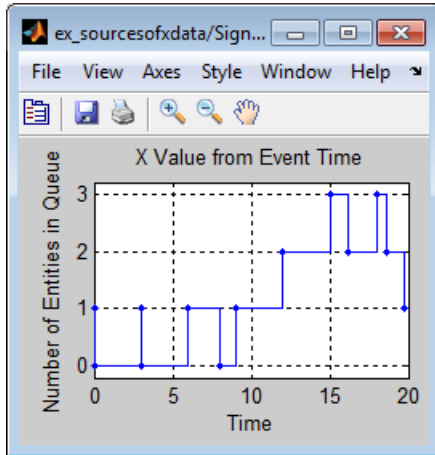 ex_sourcesofxdata/Sign...
File View Axes Style Window Help
X Value from Event Time
Number of Entities in Queue
3
2
1
0
0 5 10 15 20
Time